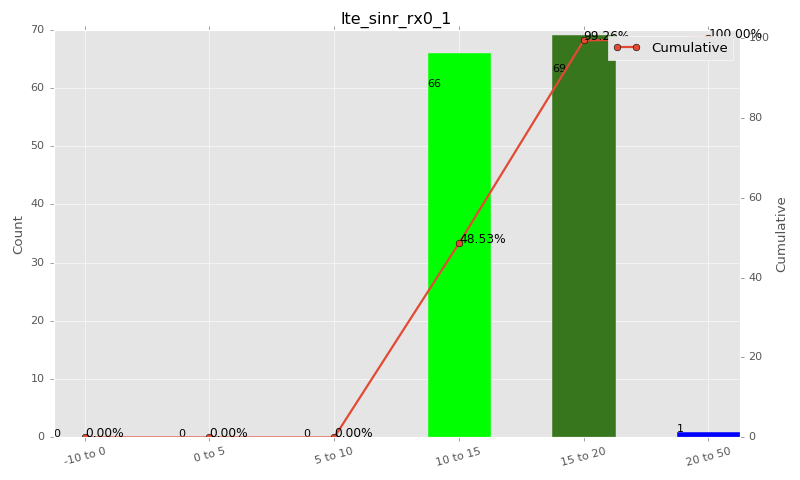 lte_sinr_rx0_1
70
60
50
40
30
20
10
0
Count
100
80
60
40
20
0
Cumulative
Cumulative
66
69
99.26%
100.00%
48.53%
0
0.00%
0
0.00%
0
0.00%
1
-10 to 0
0 to 5
5 to 10
10 to 15
15 to 20
20 to 50